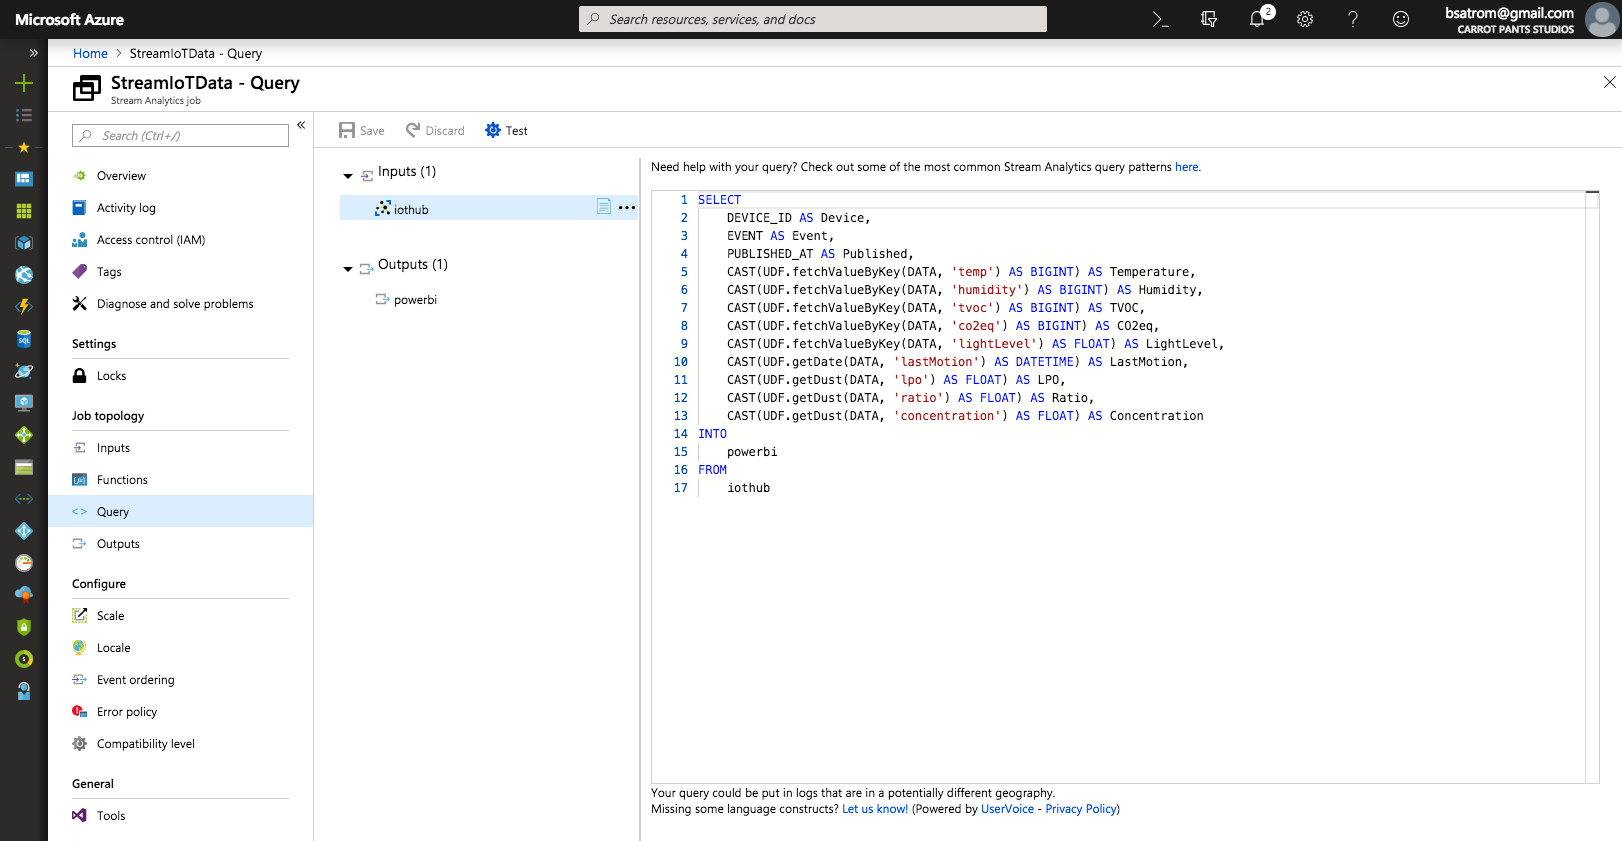 Microsoft Azure
Search resources, services, and docs
2
bsatrom@gmail.com
CARROT PANTS STUDIOS
Home > StreamIoTData - Query
StreamIoTData - Query
Stream Analytics job
Search (Ctrl+/)
Overview
Activity log
Access control (IAM)
Tags
Diagnose and solve problems
Settings
Locks
Job topology
Inputs
Functions
Query
Outputs
Configure
Scale
Locale
Event ordering
Error policy
Compatibility level
General
Tools
Save Discard Test
Inputs (1)
iothub
Outputs (1)
powerbi
Need help with your query? Check out some of the most common Stream Analytics query patterns here.
1 SELECT
2 DEVICE_ID AS Device,
3 EVENT AS Event,
4 PUBLISHED_AT AS Published,
5 CAST(UDF.fetchValueByKey(DATA, 'temp') AS BIGINT) AS Temperature,
6 CAST(UDF.fetchValueByKey(DATA, 'humidity') AS BIGINT) AS Humidity,
7 CAST(UDF.fetchValueByKey(DATA, 'tvoc') AS BIGINT) AS TVOC,
8 CAST(UDF.fetchValueByKey(DATA, 'co2eq') AS BIGINT) AS CO2eq,
9 CAST(UDF.fetchValueByKey(DATA, 'lightLevel') AS FLOAT) AS LightLevel,
10 CAST(UDF.getDate(DATA, 'lastMotion') AS DATETIME) AS LastMotion,
11 CAST(UDF.getDust(DATA, 'lpo') AS FLOAT) AS LPO,
12 CAST(UDF.getDust(DATA, 'ratio') AS FLOAT) AS Ratio,
13 CAST(UDF.getDust(DATA, 'concentration') AS FLOAT) AS Concentration
14 INTO
15 powerbi
16 FROM
17 iothub
Your query could be put in logs that are in a potentially different geography.
Missing some language constructs? Let us know! (Powered by UserVoice - Privacy Policy)